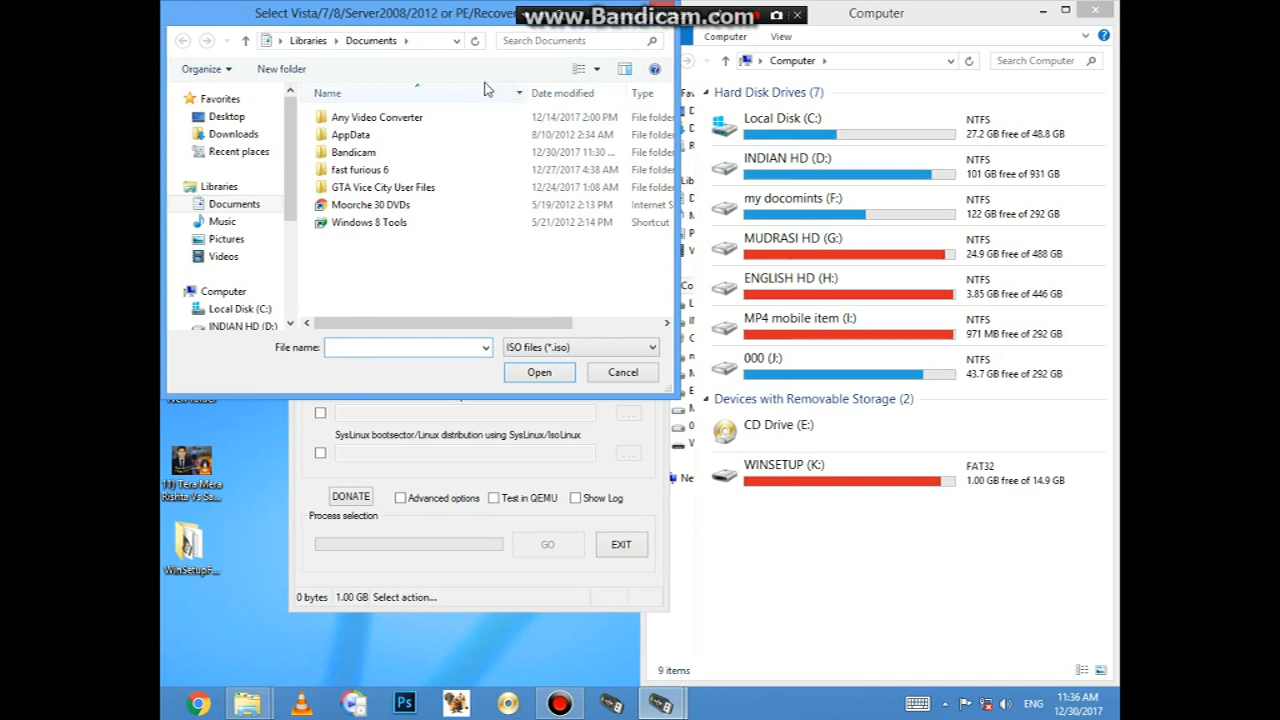 Select Vista/7/8/Server2008/2012 or PE/Recover
www.Bandicam.com
Libraries
Documents
Search Documents
Organize
New folder
Favorites
Desktop
Downloads
Recent places
Libraries
Documents
Music
Pictures
Videos
Computer
Local Disk (C:)
INDIAN HD (D:)
Name
Date modified
Type
Any Video Converter
12/14/2017 2:00 PM
File folder
AppData
8/10/2012 2:34 AM
File folder
Bandicam
12/30/2017 11:30 ...
File folder
fast furious 6
12/27/2017 4:38 AM
File folder
GTA Vice City User Files
12/24/2017 1:08 AM
File folder
Moorche 30 DVDs
5/19/2012 2:13 PM
Internet S
Windows 8 Tools
5/21/2012 2:14 PM
Shortcut
File name:
ISO files (*.iso)
Open
Cancel
SysLinux bootsector/Linux distribution using SysLinux/IsoLinux
...
DONATE
Advanced options
Test in QEMU
Show Log
Process selection
GO
EXIT
0 bytes
1.00 GB
Select action...
11) Tera Mera
Rishta Vs Sa...
WinSetupF...
Computer
Computer
View
Computer
Search Computer
Hard Disk Drives (7)
Local Disk (C:)
NTFS
27.2 GB free of 48.8 GB
INDIAN HD (D:)
NTFS
101 GB free of 931 GB
my docomints (F:)
NTFS
122 GB free of 292 GB
MUDRASI HD (G:)
NTFS
24.9 GB free of 488 GB
ENGLISH HD (H:)
NTFS
3.85 GB free of 446 GB
MP4 mobile item (I:)
NTFS
971 MB free of 292 GB
000 (J:)
NTFS
43.7 GB free of 292 GB
Devices with Removable Storage (2)
CD Drive (E:)
WINSETUP (K:)
FAT32
1.00 GB free of 14.9 GB
9 items
ENG
11:36 AM
12/30/2017